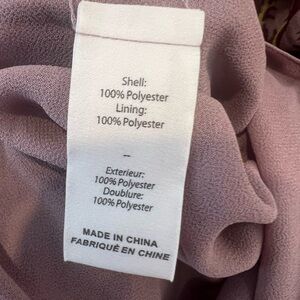 Shell:
100% Polyester
Lining:
100% Polyester
--
Exterieur:
100% Polyester
Doublure:
100% Polyester
MADE IN CHINA
FABRIQUÉ EN CHINE